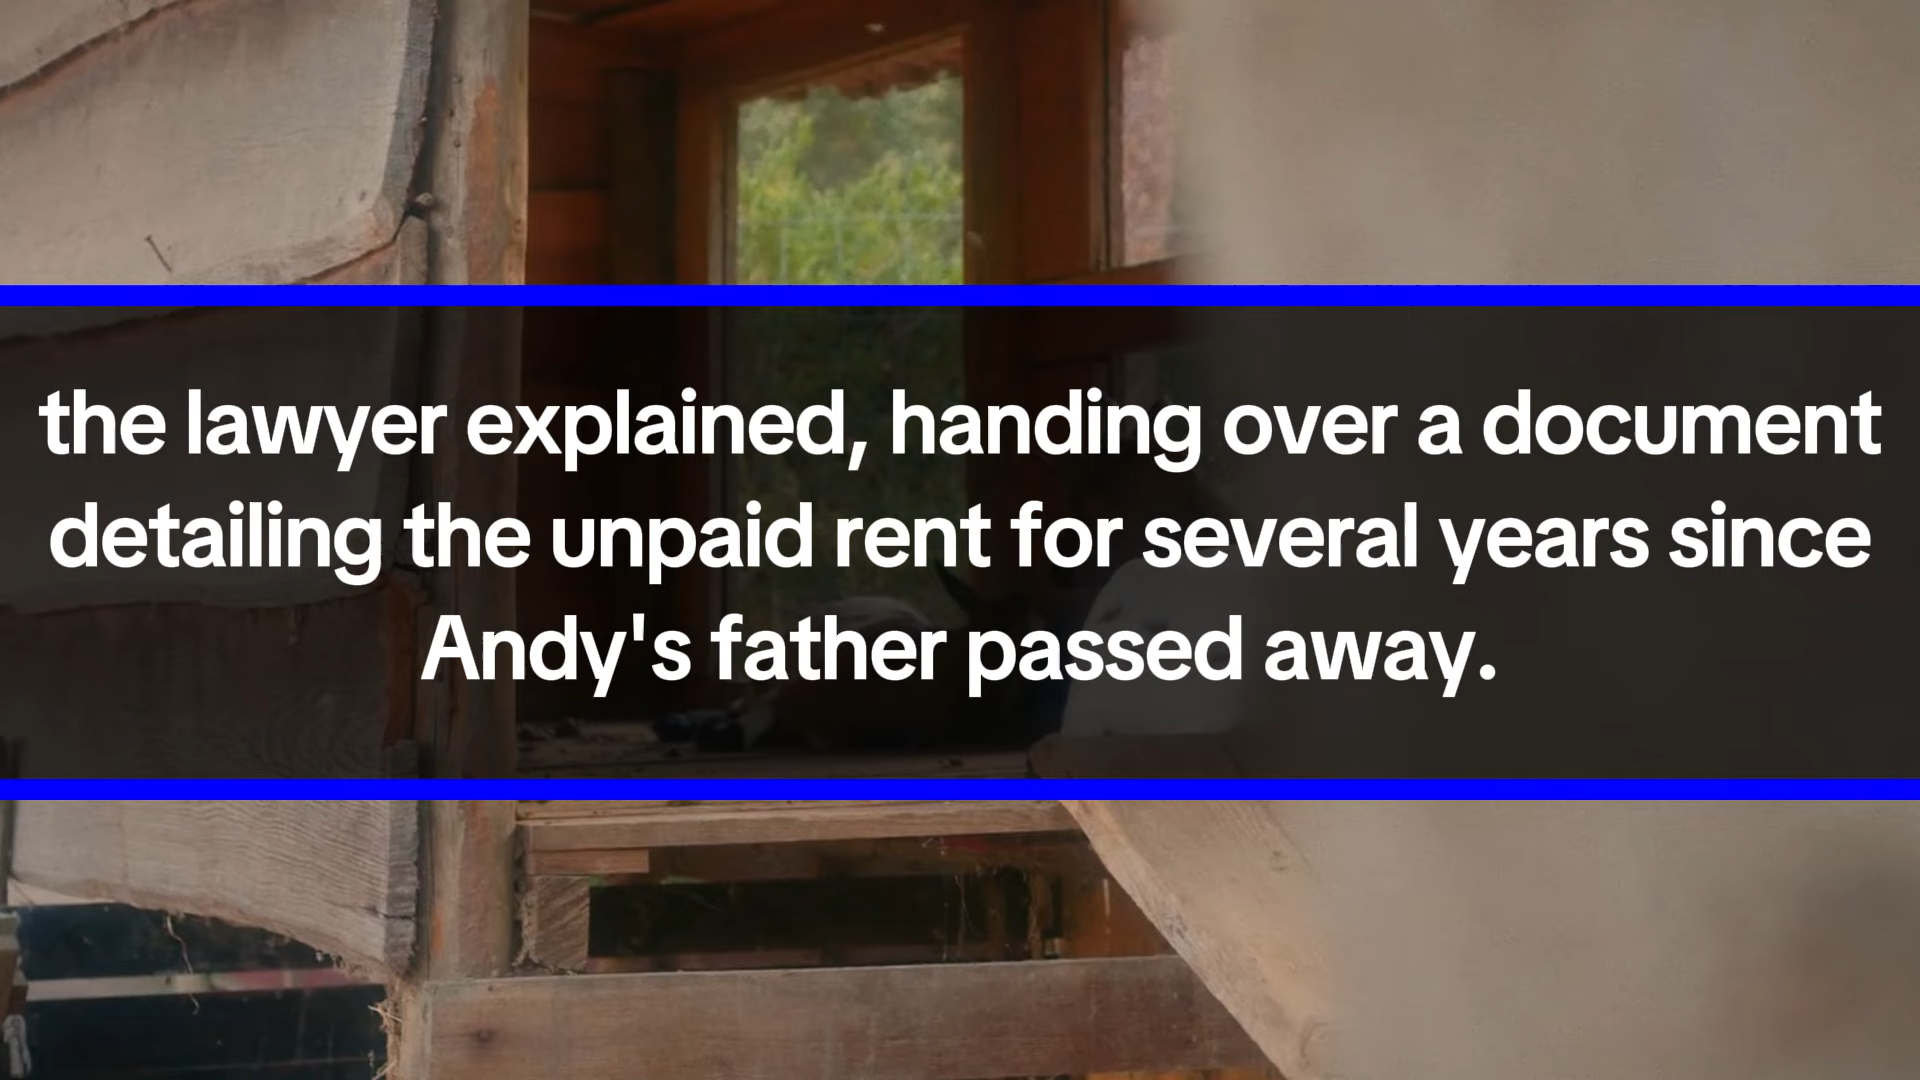 the lawyer explained, handing over a document
detailing the unpaid rent for several years since
Andy's father passed away.